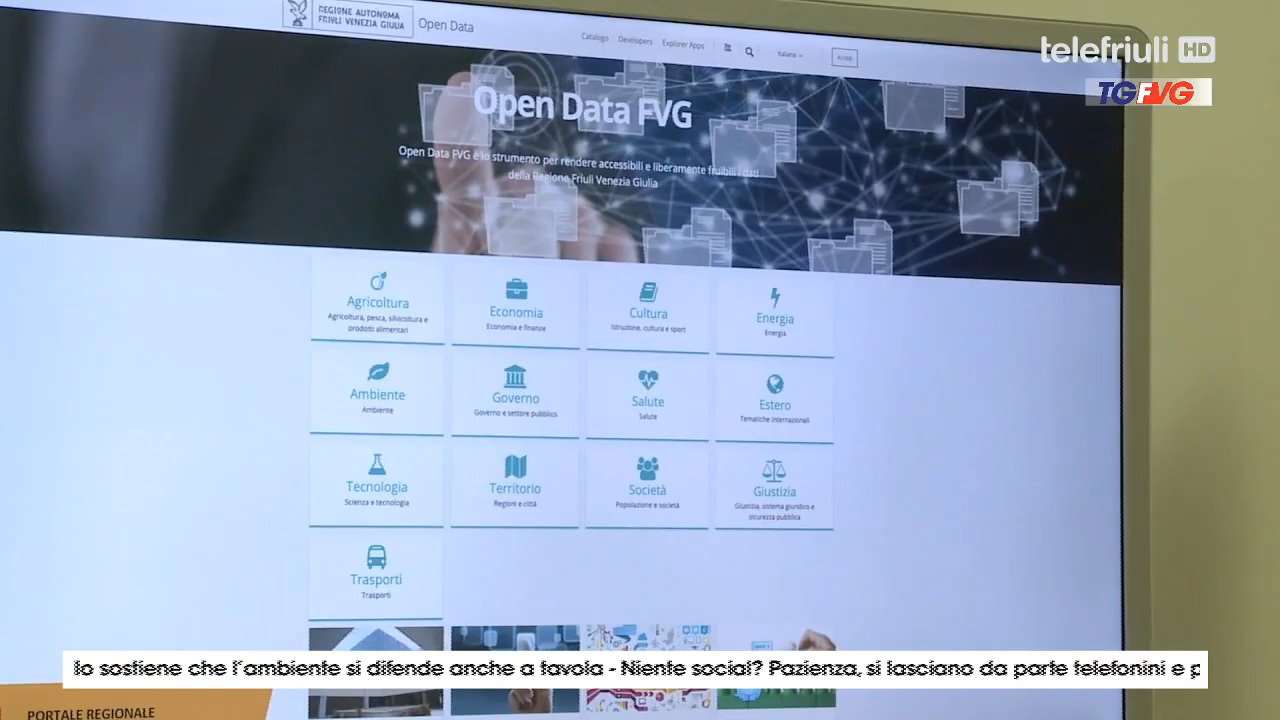 REGIONE AUTONOMA
FRIULI VENEZIA GIULIA
Open Data
Catalogo
Developers
Explorer Apps
Italiano
telefriuli HD
TGFVG
Open Data FVG
Open Data FVG è lo strumento per rendere accessibili e liberamente fruibili i dati
della Regione Friuli Venezia Giulia
Agricoltura
Agricoltura, pesca, silvicoltura e
prodotti alimentari
Economia
Economia e finanze
Cultura
Istruzione, cultura e sport
Energia
Energia
Ambiente
Ambiente
Governo
Governo e settore pubblico
Salute
Salute
Estero
Tematiche internazionali
Tecnologia
Scienza e tecnologia
Territorio
Regioni e città
Società
Popolazione e società
Giustizia
Giustizia, sistema giuridico e
sicurezza pubblica
Trasporti
Trasporti
lo sostiene che l'ambiente si difende anche a tavola - Niente social? Pazienza, si lasciano da parte telefonini e p
PORTALE REGIONALE